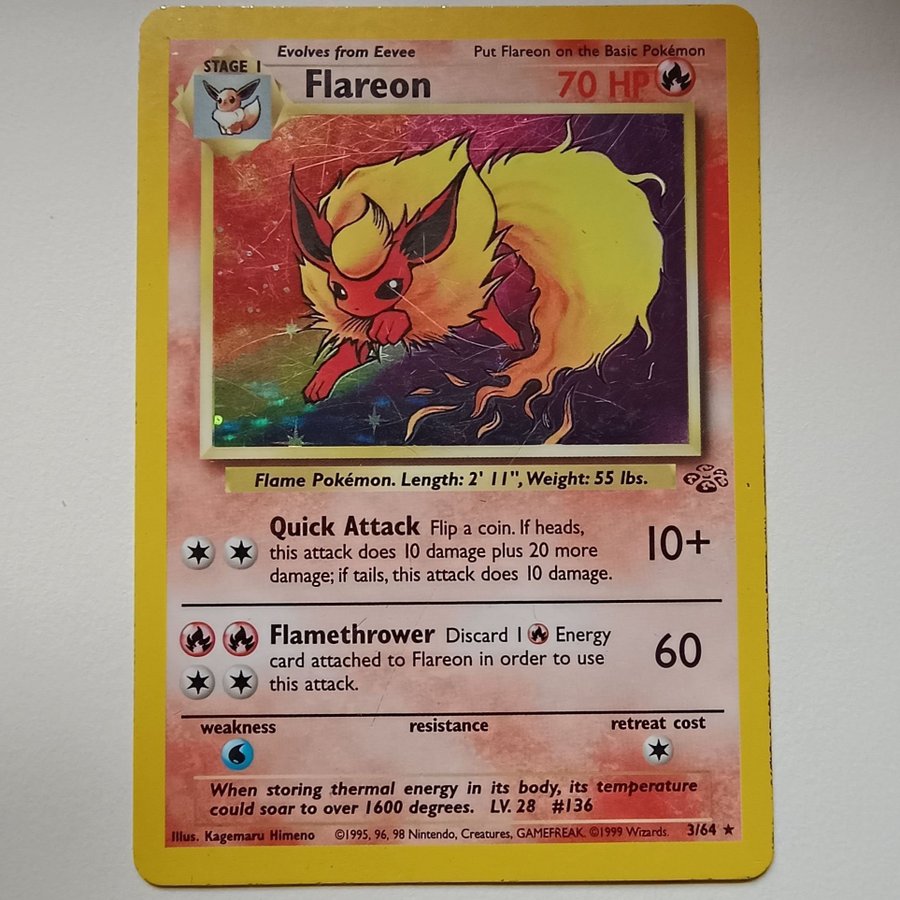 Evolves from Eevee
Put Flareon on the Basic Pokémon
STAGE 1
Flareon
70 HP
Flame Pokémon. Length: 2' 11", Weight: 55 lbs.
Quick Attack Flip a coin. If heads,
this attack does 10 damage plus 20 more
damage; if tails, this attack does 10 damage.
10+
Flamethrower Discard 1 Energy
card attached to Flareon in order to use
this attack.
60
weakness
resistance
retreat cost
When storing thermal energy in its body, its temperature
could soar to over 1600 degrees. LV. 28 #136
Illus. Kagemaru Himeno ©1995, 96, 98 Nintendo, Creatures, GAMEFREAK. ©1999 Wizards. 3/64 ★